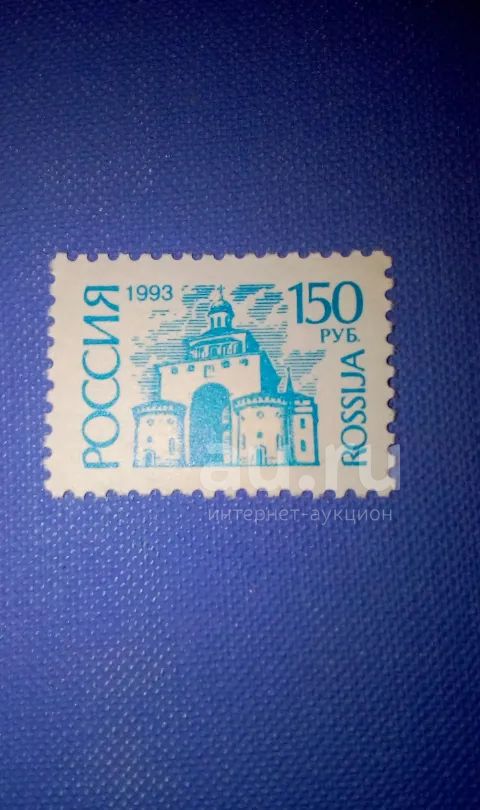 РОССИЯ
1993
150
РУБ.
ROSSIJA
au.ru
интернет-аукцион